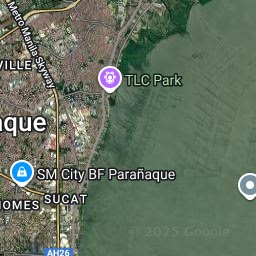 Metro Manila Skyway
VILLE
TLC Park
aque
SM City BF Parañaque
HOMES
SUCAT
AH26
© 2025 Google